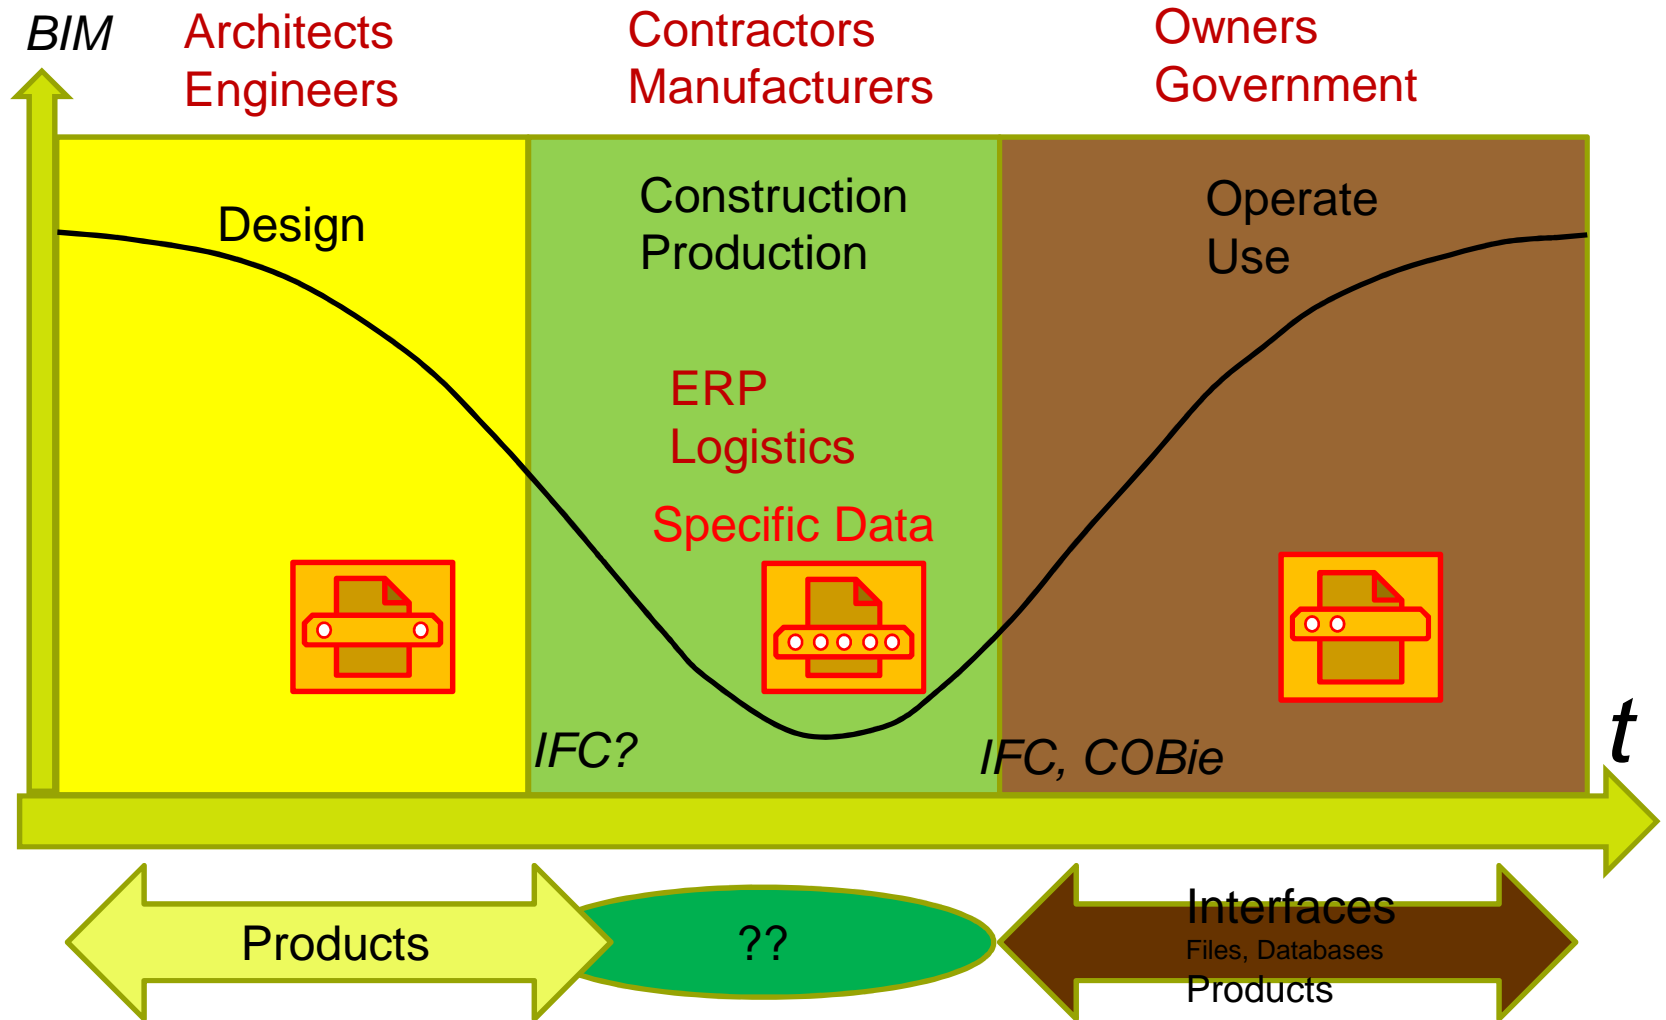 BIM
Architects
Engineers
Contractors
Manufacturers
Owners
Government
Design
Construction
Production
Operate
Use
ERP
Logistics
Specific Data
IFC?
IFC, COBie
t
Products
??
Interfaces
Files, Databases
Products